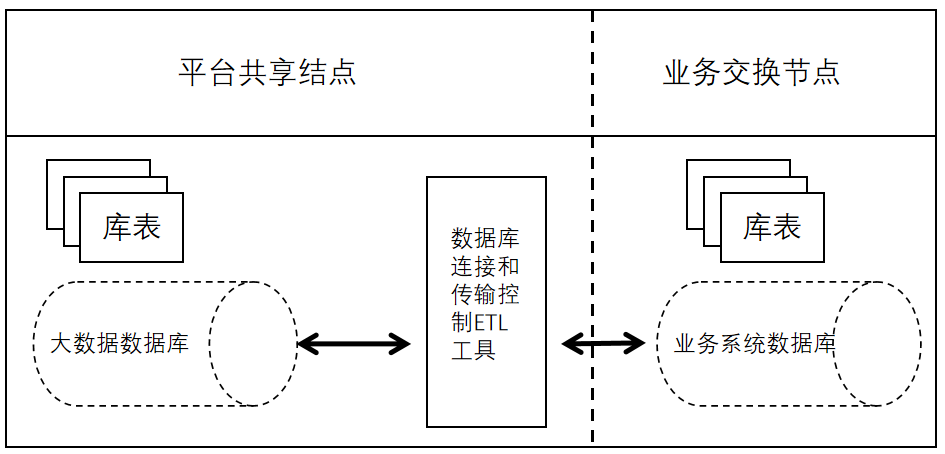 平台共享结点
业务交换节点
库表
大数据数据库
数据库
连接和
传输控
制ETL
工具
库表
业务系统数据库